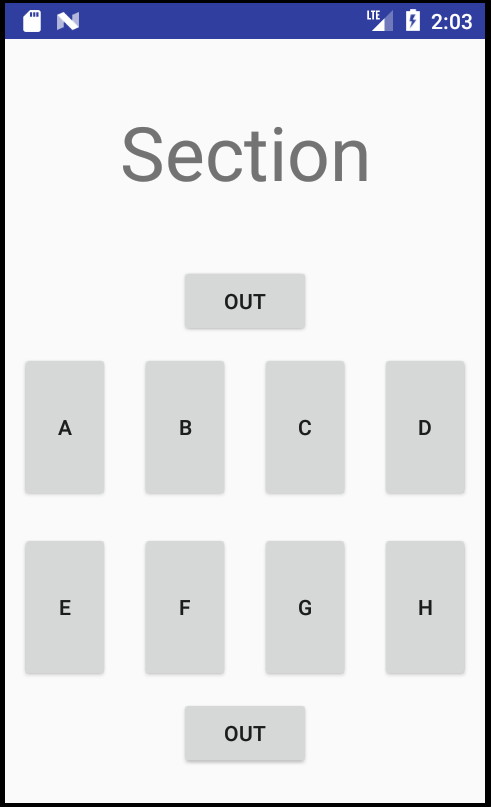 LTE 2:03
Section
OUT
A B C D
E F G H
OUT